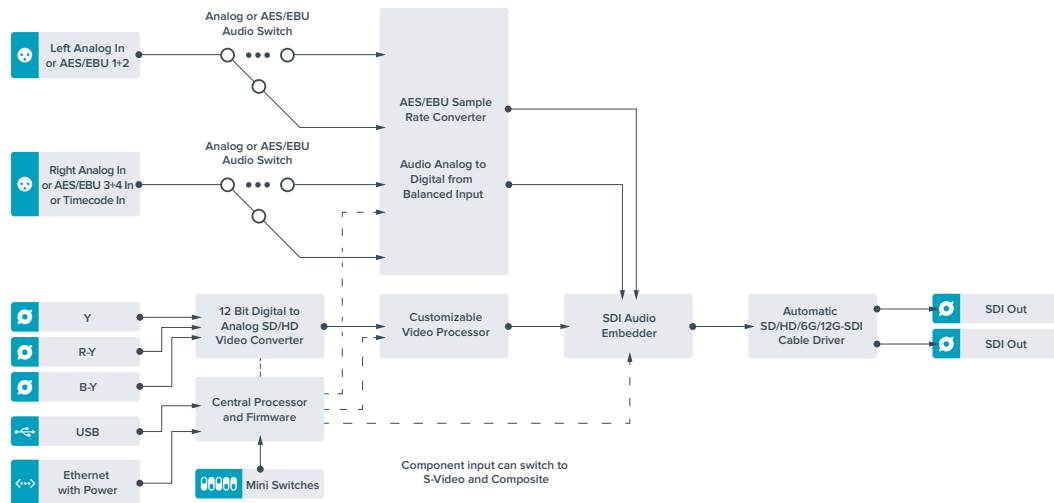 Analog or AES/EBU
Audio Switch
Left Analog In
or AES/EBU 1+2
AES/EBU Sample
Rate Converter
Analog or AES/EBU
Audio Switch
Right Analog In
or AES/EBU 3+4 In
or Timecode In
Audio Analog to
Digital from
Balanced Input
Y
R-Y
B-Y
12 Bit Digital to
Analog SD/HD
Video Converter
Customizable
Video Processor
SDI Audio
Embedder
Automatic
SD/HD/6G/12G-SDI
Cable Driver
SDI Out
SDI Out
Central Processor
and Firmware
USB
Ethernet
with Power
Mini Switches
Component input can switch to
S-Video and Composite